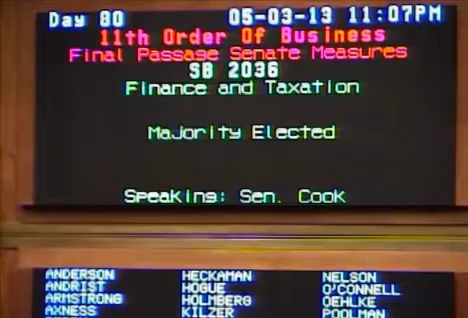 Day 80 05-03-13 11:07PM
11th Order Of Business
Final Passage Senate Measures
SB 2036
Finance and Taxation
Majority Elected
Speaking: Sen. Cook
ANDERSON HECKAMAN NELSON
ANDRIST HOGUE O'CONNELL
ARMSTRONG HOLMBERG OEHLKE
AXNESS KILZER POOLMAN